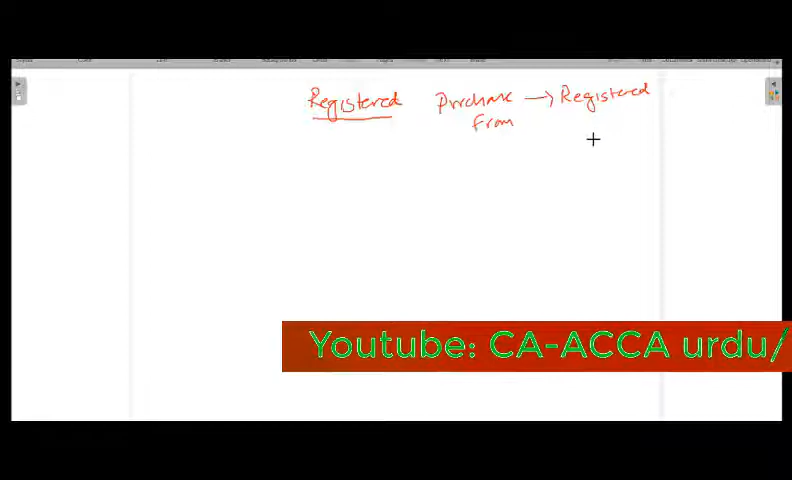 Registered Purchase → Registered
from
Youtube: CA-ACCA urdu/